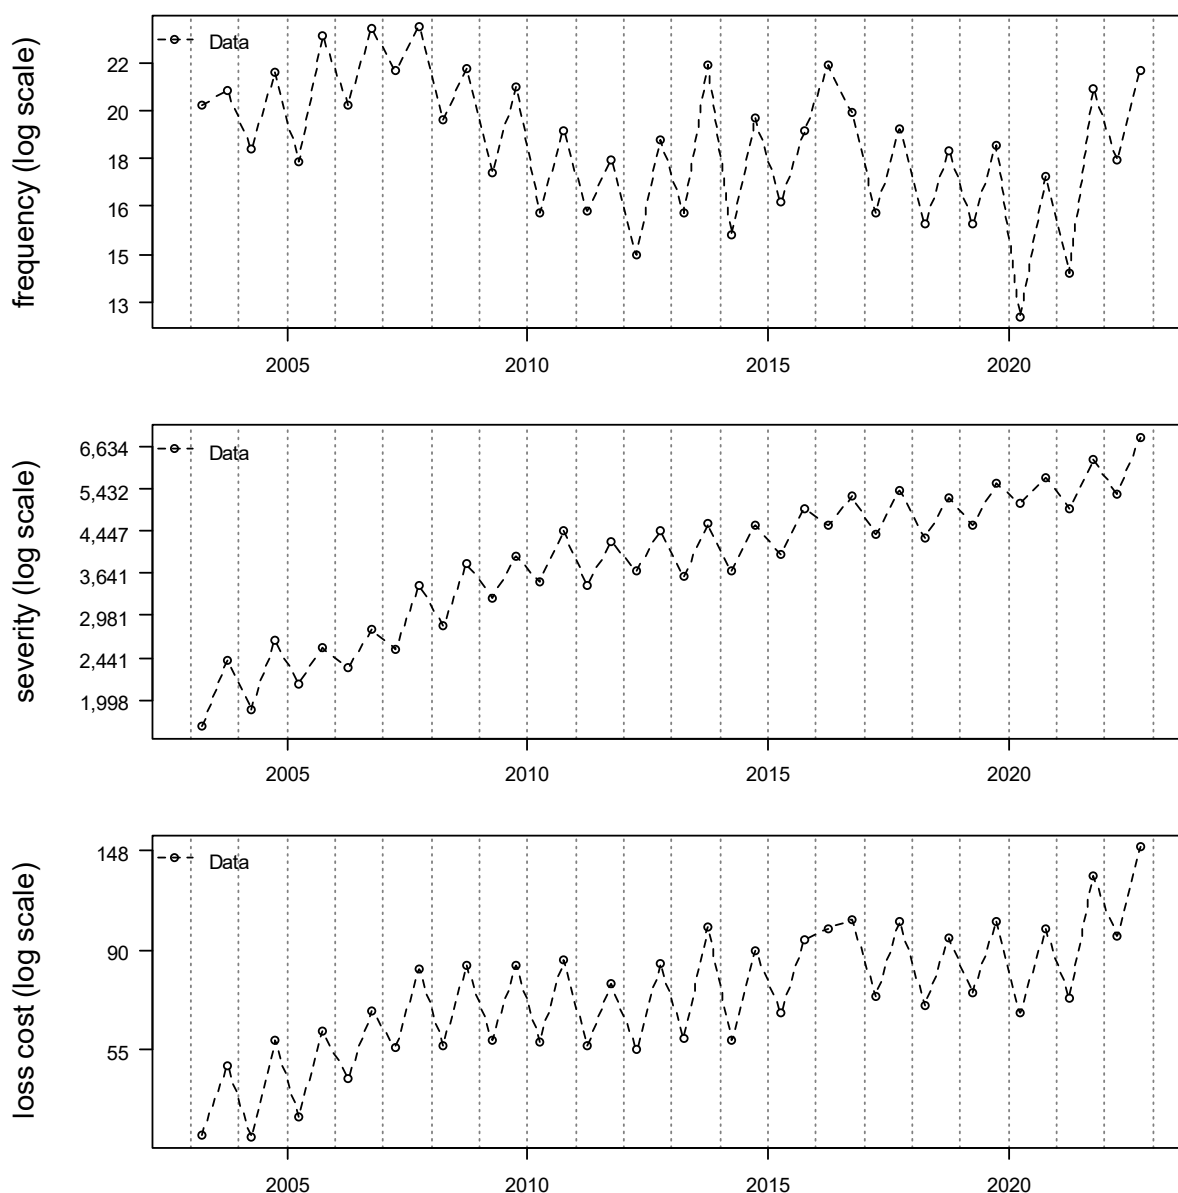 frequency (log scale)
Data
22
20
18
16
15
13
2005 2010 2015 2020
severity (log scale)
Data
6,634
5,432
4,447
3,641
2,981
2,441
1,998
2005 2010 2015 2020
loss cost (log scale)
Data
148
90
55
2005 2010 2015 2020